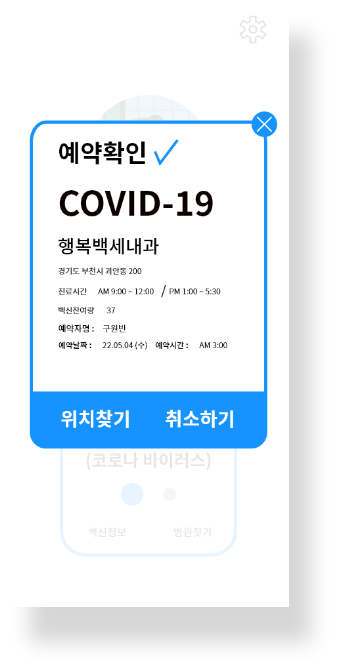 예약확인
COVID-19
행복백세내과
경기도 부천시 괴안동 200
진료시간 AM 9:00 ~ 12:00 / PM 1:00 ~ 5:30
백신잔여량 37
예약자명 : 구원빈
예약날짜 : 22.05.04 (수) 예약시간 : AM 3:00
위치찾기 취소하기
(코로나 바이러스)
백신정보 병원찾기